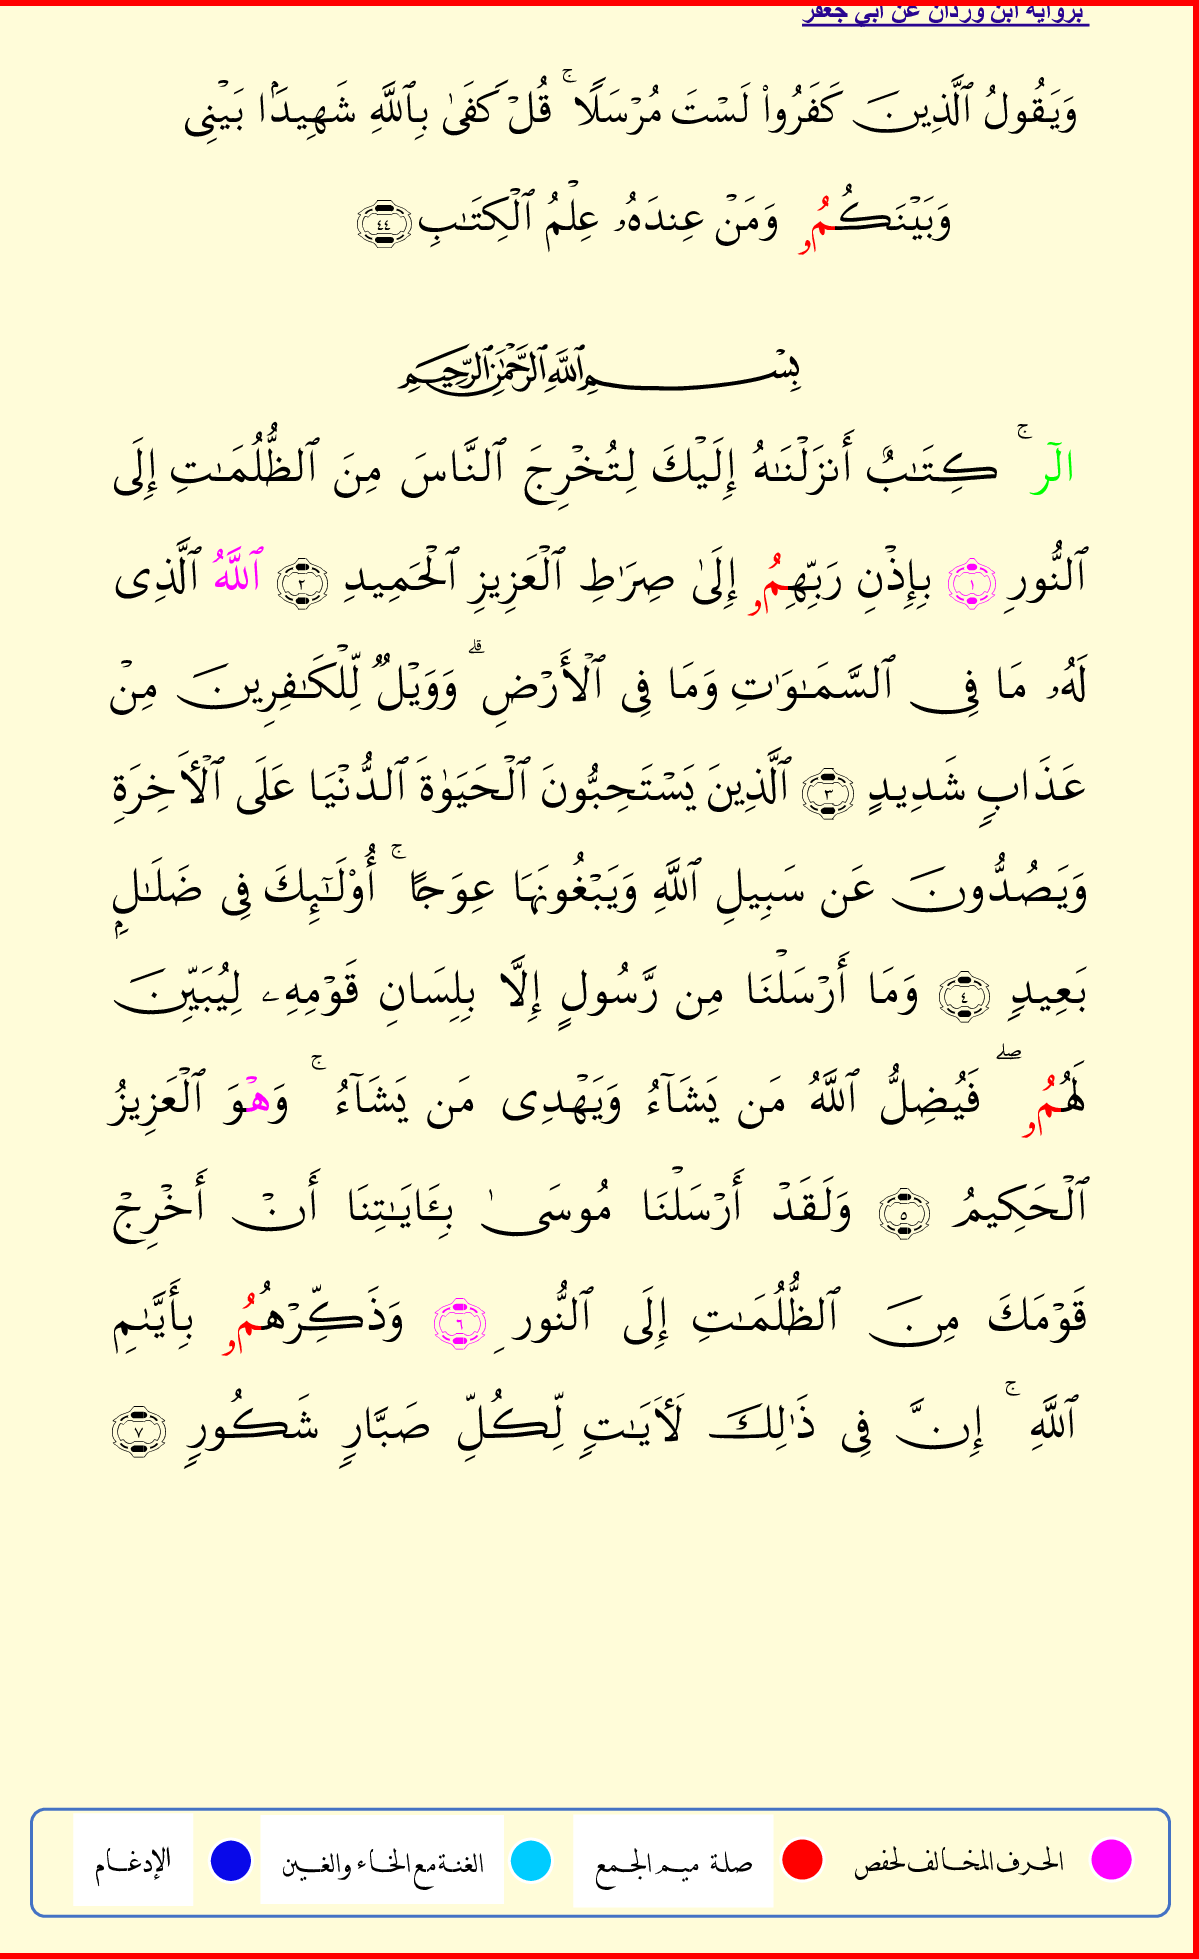 برواية ابن وردان عن أبي جعفر
وَيَقُولُ ٱلَّذِينَ كَفَرُوا۟ لَسْتَ مُرْسَلًا ۚ قُلْ كَفَىٰ بِٱللَّهِ شَهِيدَۢا بَيْنِى
وَبَيْنَكُمُۥ وَمَنْ عِندَهُۥ عِلْمُ ٱلْكِتَـٰبِ ٤٤
بِسْمِ ٱللَّهِ ٱلرَّحْمَـٰنِ ٱلرَّحِيمِ
الٓر ۚ كِتَـٰبٌ أَنزَلْنَـٰهُ إِلَيْكَ لِتُخْرِجَ ٱلنَّاسَ مِنَ ٱلظُّلُمَـٰتِ إِلَى
ٱلنُّورِ ١ بِإِذْنِ رَبِّهِمُۥ إِلَىٰ صِرَٰطِ ٱلْعَزِيزِ ٱلْحَمِيدِ ٢ ٱللَّهُ ٱلَّذِى
لَهُۥ مَا فِى ٱلسَّمَـٰوَٰتِ وَمَا فِى ٱلْأَرْضِ ۗ وَوَيْلٌ لِّلْكَـٰفِرِينَ مِنْ
عَذَابٍ شَدِيدٍ ٣ ٱلَّذِينَ يَسْتَحِبُّونَ ٱلْحَيَوٰةَ ٱلدُّنْيَا عَلَى ٱلْأَخِرَةِ
وَيَصُدُّونَ عَن سَبِيلِ ٱللَّهِ وَيَبْغُونَهَا عِوَجًا ۚ أُوْلَـٰٓئِكَ فِى ضَلَـٰلِۭ
بَعِيدٍ ٤ وَمَا أَرْسَلْنَا مِن رَّسُولٍ إِلَّا بِلِسَانِ قَوْمِهِۦ لِيُبَيِّنَ
لَهُمُۥ ۖ فَيُضِلُّ ٱللَّهُ مَن يَشَآءُ وَيَهْدِى مَن يَشَآءُ ۚ وَهْوَ ٱلْعَزِيزُ
ٱلْحَكِيمُ ٥ وَلَقَدْ أَرْسَلْنَا مُوسَىٰ بِـَٔايَـٰتِنَا أَنْ أَخْرِجْ
قَوْمَكَ مِنَ ٱلظُّلُمَـٰتِ إِلَى ٱلنُّورِ ٦ وَذَكِّرْهُمُۥ بِأَيَّىٰمِ
ٱللَّهِ ۚ إِنَّ فِى ذَٰلِكَ لَأَيَـٰتٍ لِّكُلِّ صَبَّارٍ شَكُورٍ ٧
الحرف المخالف لحفص صلة ميم الجمع الغنة مع الخاء والغين الإدغام